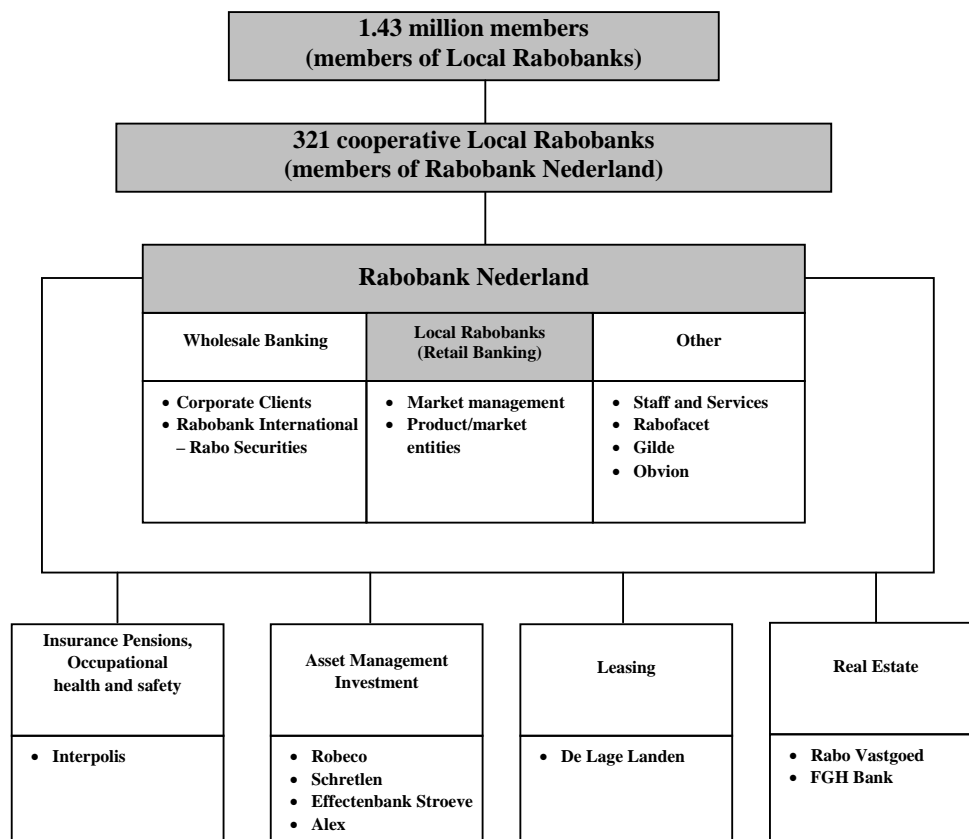 1.43 million members
(members of Local Rabobanks)
321 cooperative Local Rabobanks
(members of Rabobank Nederland)
Rabobank Nederland
Wholesale Banking
• Corporate Clients
• Rabobank International
– Rabo Securities
Local Rabobanks
(Retail Banking)
• Market management
• Product/market
entities
Other
• Staff and Services
• Rabofacet
• Gilde
• Obvion
Insurance Pensions,
Occupational
health and safety
• Interpolis
Asset Management
Investment
• Robeco
• Schretlen
• Effectenbank Stroeve
• Alex
Leasing
• De Lage Landen
Real Estate
• Rabo Vastgoed
• FGH Bank